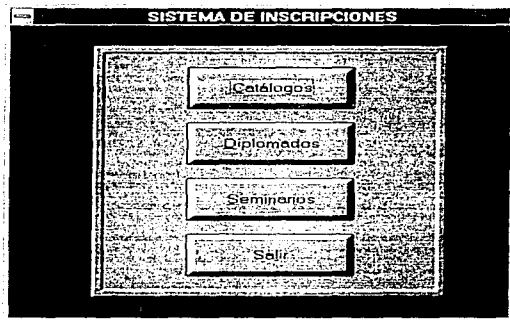 SISTEMA DE INSCRIPCIONES
Catálogos
Diplomados
Seminarios
Salir